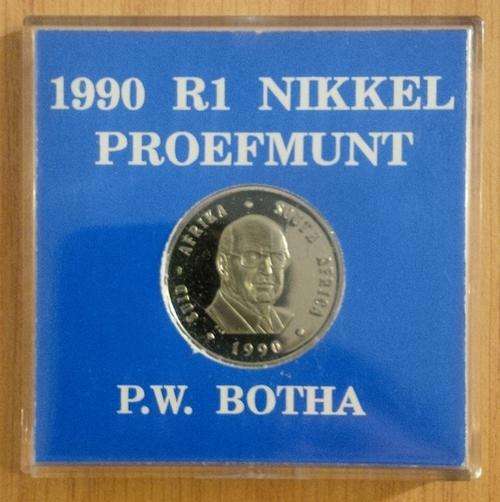 1990 R1 NIKKEL
PROEFMUNT
SUID - AFRIKA • SOUTH AFRICA
• 1990 •
P.W. BOTHA